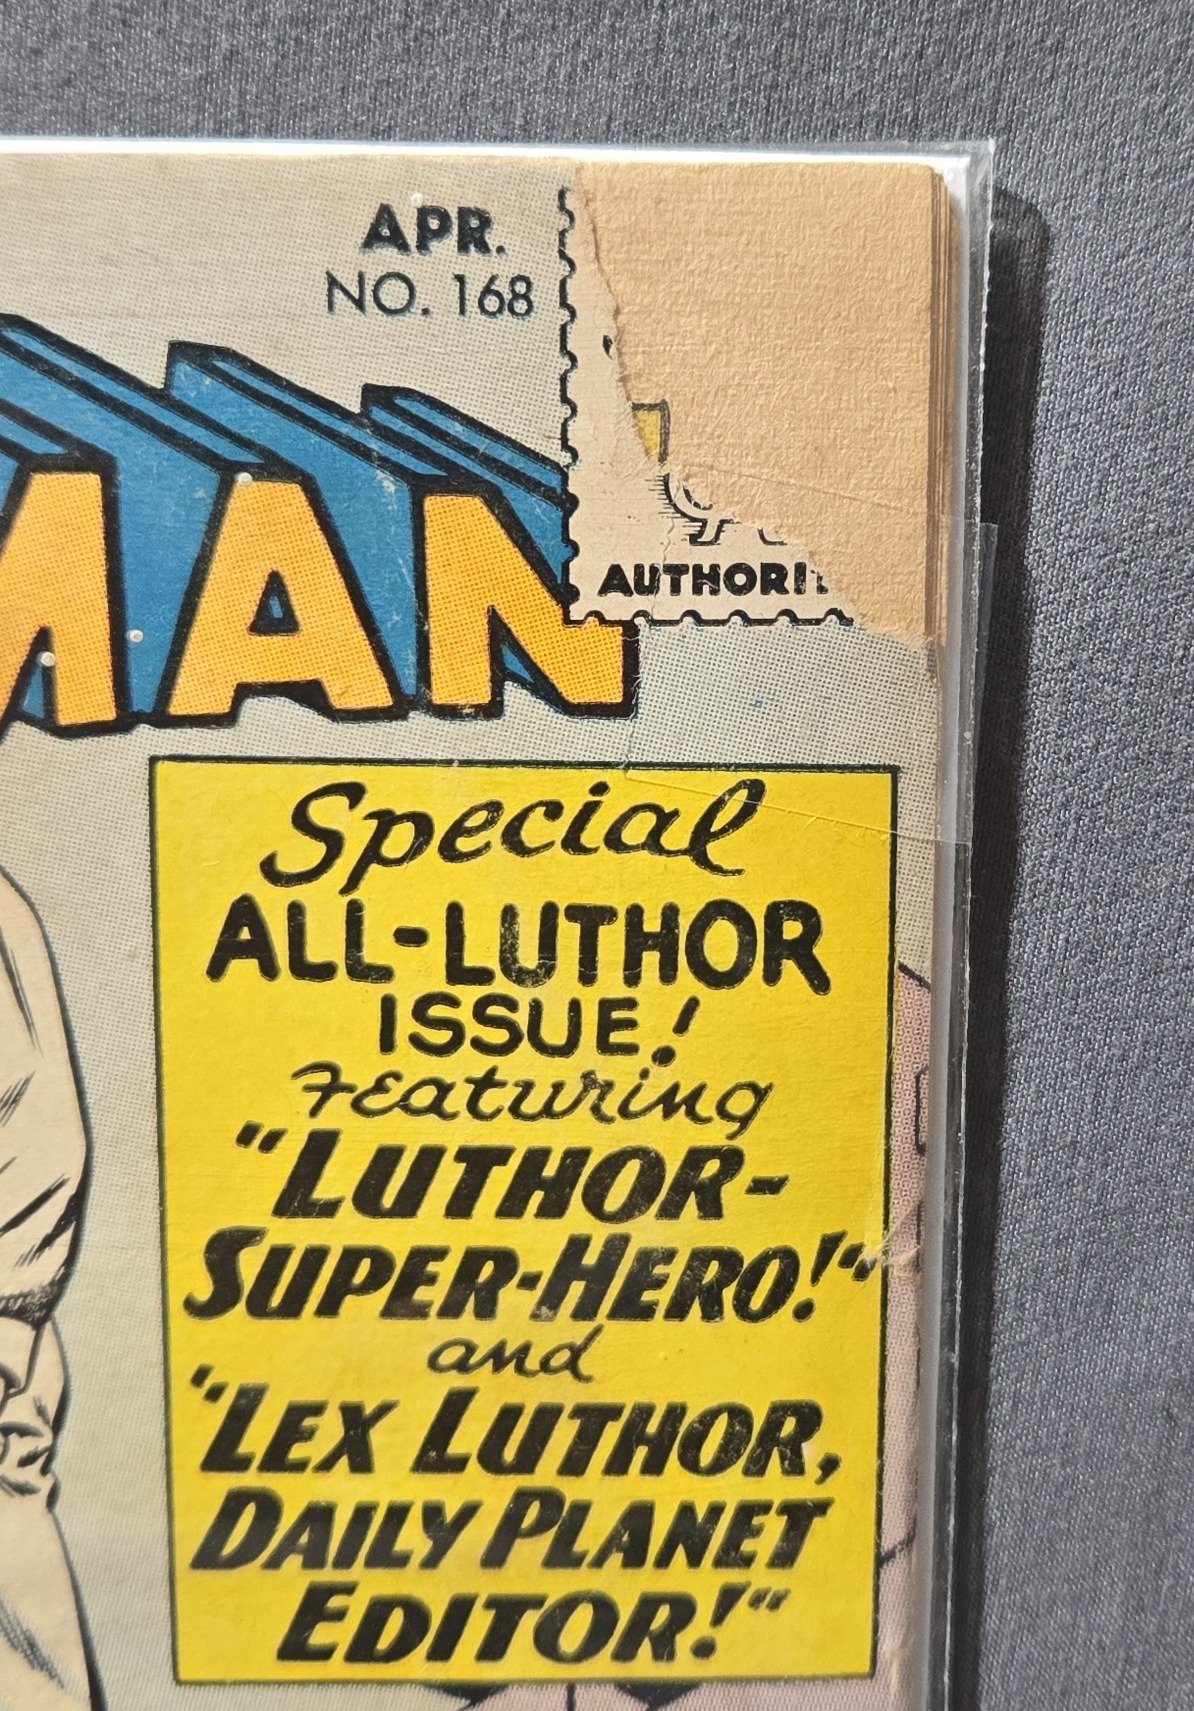 APR.
NO. 168
MAN
AUTHORI
Special
ALL-LUTHOR
ISSUE!
Featuring
"LUTHOR-
SUPER-HERO!"
and
"LEX LUTHOR,
DAILY PLANET
EDITOR!"